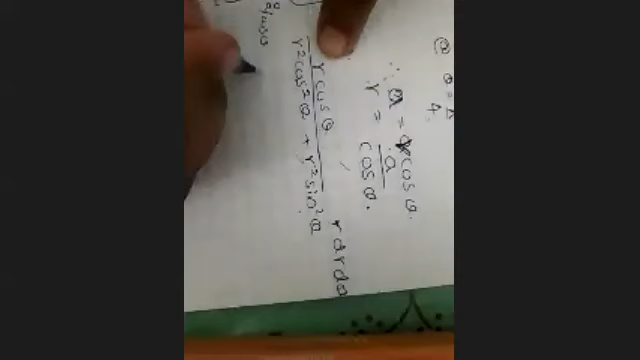 θ = π/4
∴ a = r cos θ.
r = a / cos θ.
r cos θ / r² cos² θ + r² sin² θ r dr dθ